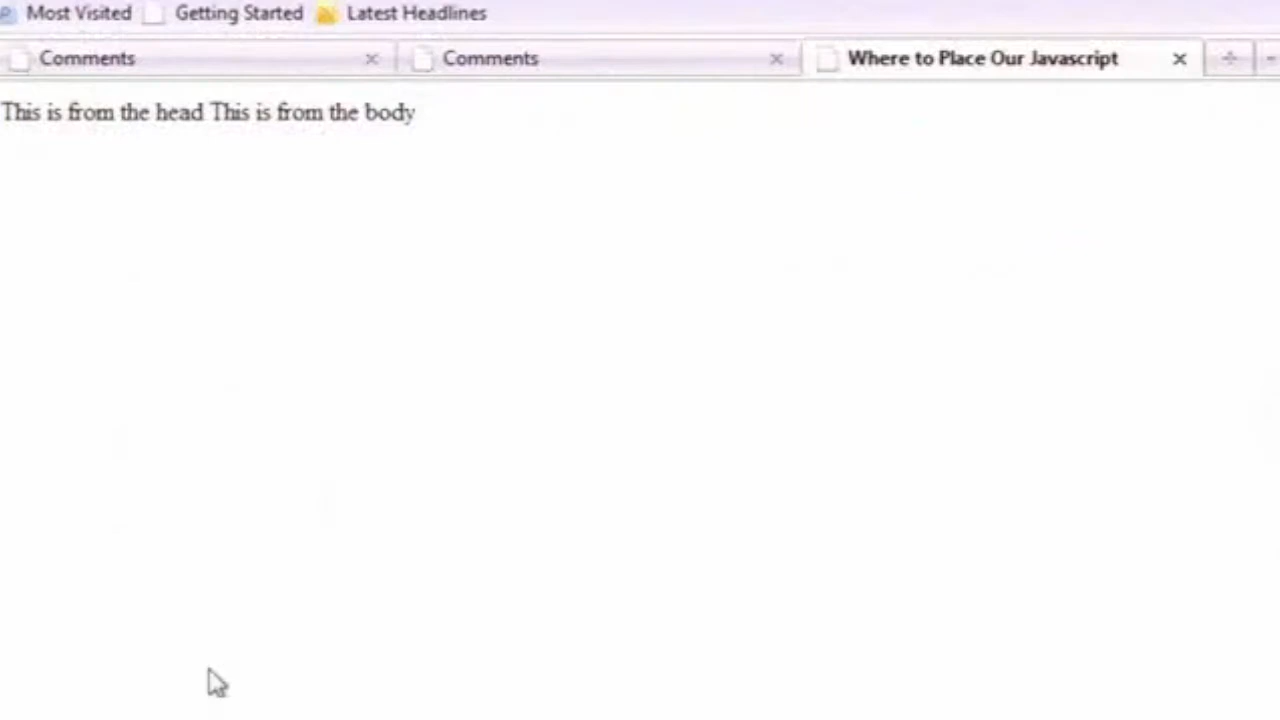 Most Visited Getting Started Latest Headlines
Comments Comments Where to Place Our Javascript
This is from the head This is from the body